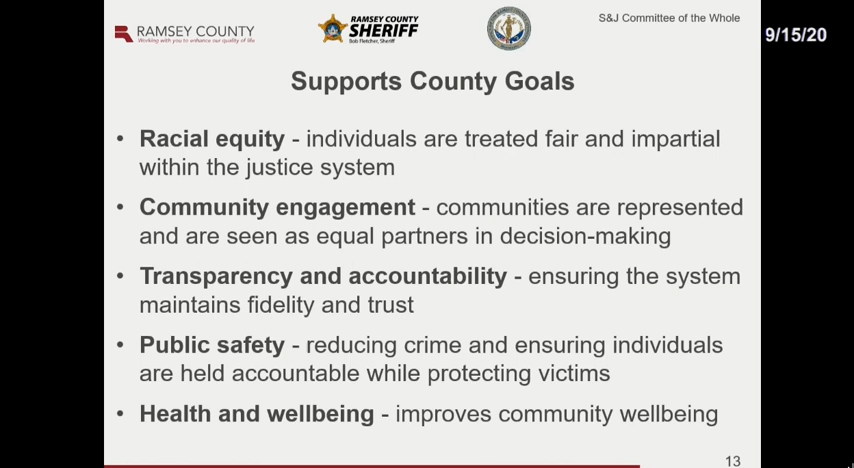 RAMSEY COUNTY
Working with you to enhance our quality of life
RAMSEY COUNTY
SHERIFF
Bob Fletcher, Sheriff
S&J Committee of the Whole
9/15/20
Supports County Goals
• Racial equity - individuals are treated fair and impartial
within the justice system
• Community engagement - communities are represented
and are seen as equal partners in decision-making
• Transparency and accountability - ensuring the system
maintains fidelity and trust
• Public safety - reducing crime and ensuring individuals
are held accountable while protecting victims
• Health and wellbeing - improves community wellbeing
13